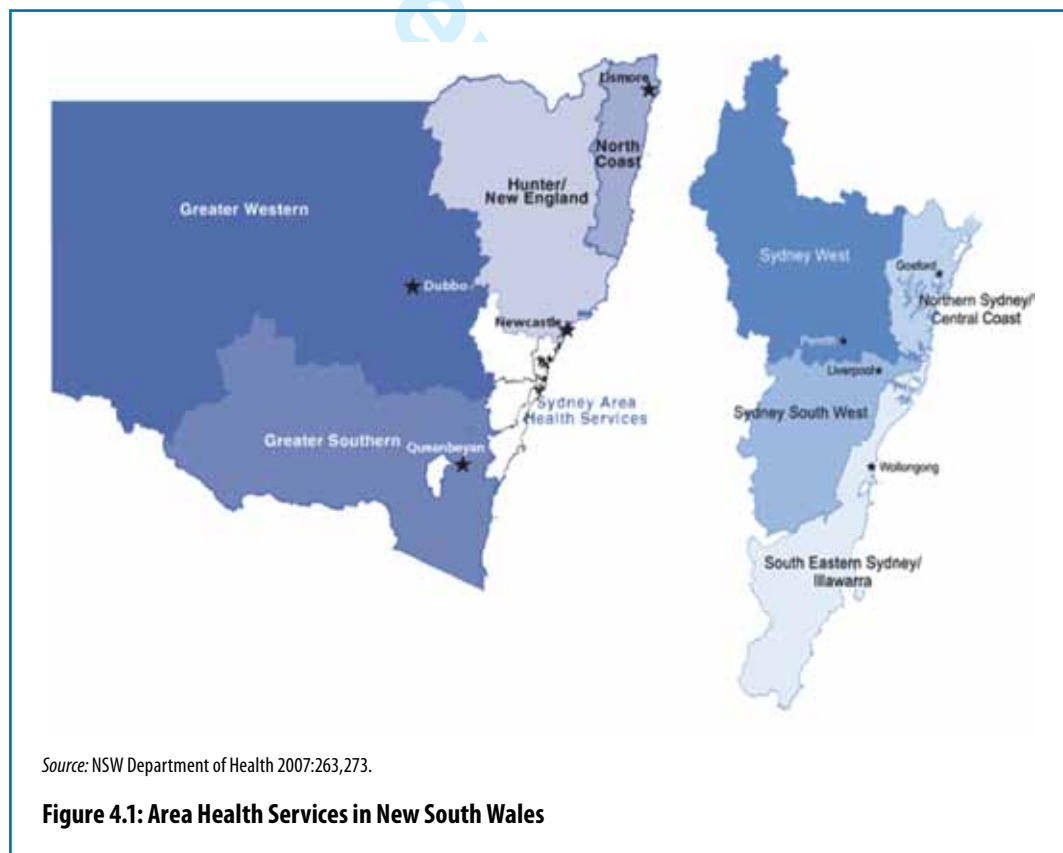 Lismore
North
Coast
Hunter/
New England
Greater Western
Dubbo
Newcastle
Sydney Area
Health Services
Greater Southern
Queanbeyan
Sydney West
Gosford
Northern Sydney/
Central Coast
Penrith
Liverpool
Sydney South West
Wollongong
South Eastern Sydney/
Illawarra
Source: NSW Department of Health 2007:263,273.
Figure 4.1: Area Health Services in New South Wales